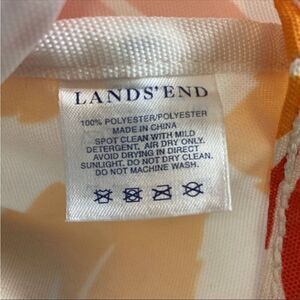 LANDS' END
100% POLYESTER/POLYESTER
MADE IN CHINA
SPOT CLEAN WITH MILD
DETERGENT, AIR DRY ONLY.
AVOID DRYING IN DIRECT
SUNLIGHT. DO NOT DRY CLEAN.
DO NOT MACHINE WASH.